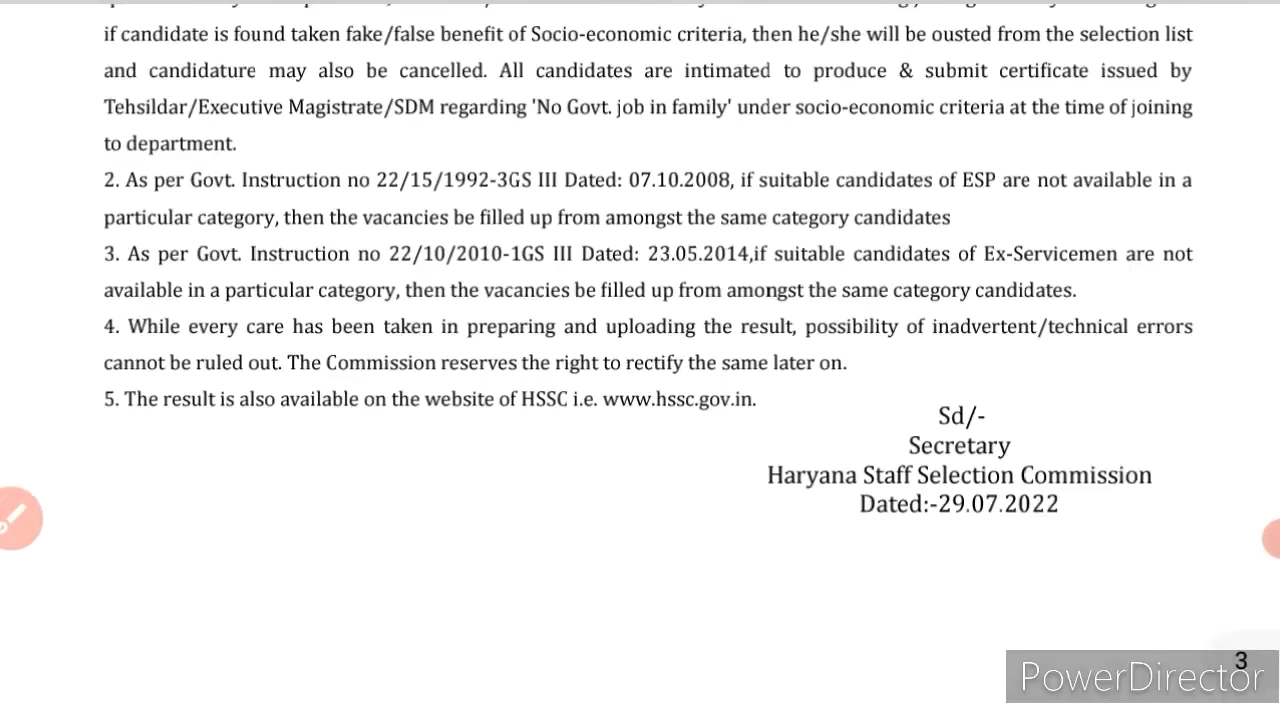 if candidate is found taken fake/false benefit of Socio-economic criteria, then he/she will be ousted from the selection list
and candidature may also be cancelled. All candidates are intimated to produce & submit certificate issued by
Tehsildar/Executive Magistrate/SDM regarding 'No Govt. job in family' under socio-economic criteria at the time of joining
to department.
2. As per Govt. Instruction no 22/15/1992-3GS III Dated: 07.10.2008, if suitable candidates of ESP are not available in a
particular category, then the vacancies be filled up from amongst the same category candidates
3. As per Govt. Instruction no 22/10/2010-1GS III Dated: 23.05.2014,if suitable candidates of Ex-Servicemen are not
available in a particular category, then the vacancies be filled up from amongst the same category candidates.
4. While every care has been taken in preparing and uploading the result, possibility of inadvertent/technical errors
cannot be ruled out. The Commission reserves the right to rectify the same later on.
5. The result is also available on the website of HSSC i.e. www.hssc.gov.in.
Sd/-
Secretary
Haryana Staff Selection Commission
Dated:-29.07.2022
3
PowerDirector